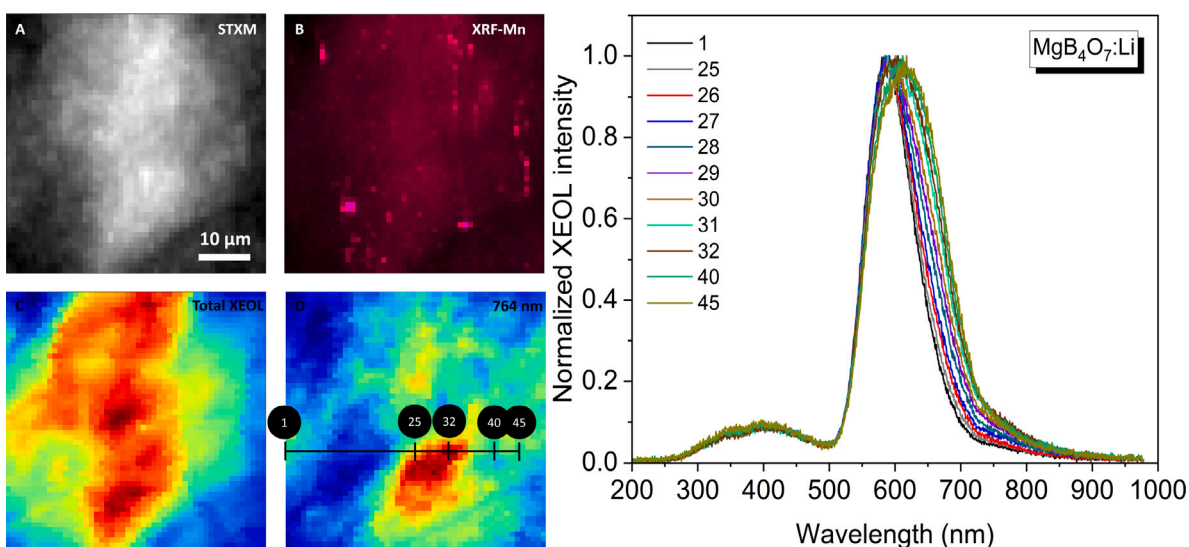 A
STXM
10 µm
B
XRF-Mn
C
Total XEOL
D
764 nm
1
25
32
40
45
Normalized XEOL intensity
1.0
0.8
0.6
0.4
0.2
0.0
1
25
26
27
28
29
30
31
32
40
45
MgB₄O₇:Li
200 300 400 500 600 700 800 900 1000
Wavelength (nm)